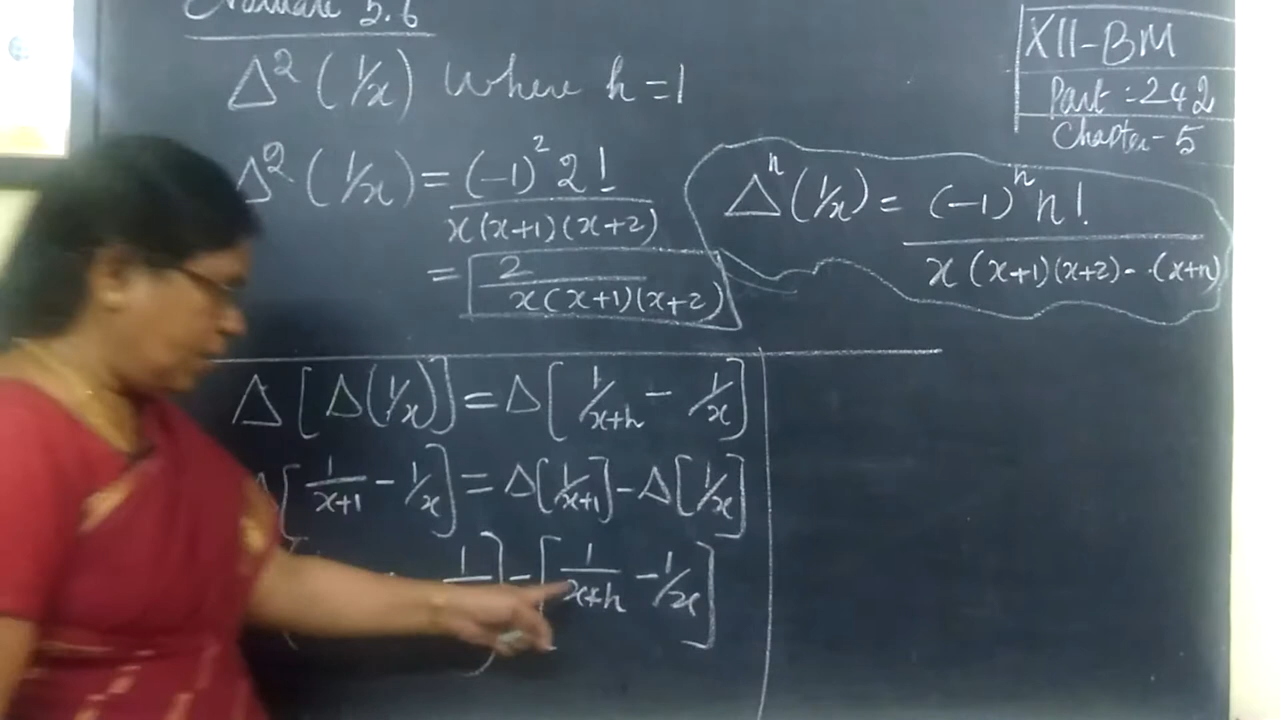 Evaluate 5.6
Δ² (1/x) where h = 1
Δ² (1/x) = (-1)² 2! / x(x+1)(x+2)
= 2 / x(x+1)(x+2)
XII-BM
Part : 242
Chapter - 5
Δⁿ (1/x) = (-1)ⁿ n! / x (x+1)(x+2) - - (x+n)
Δ [ Δ(1/x) ] = Δ [ 1/x+h - 1/x ]
Δ [ 1/x+1 - 1/x ] = Δ [1/x+1] - Δ [1/x]
1 ] - [ 1/x+h - 1/x ]